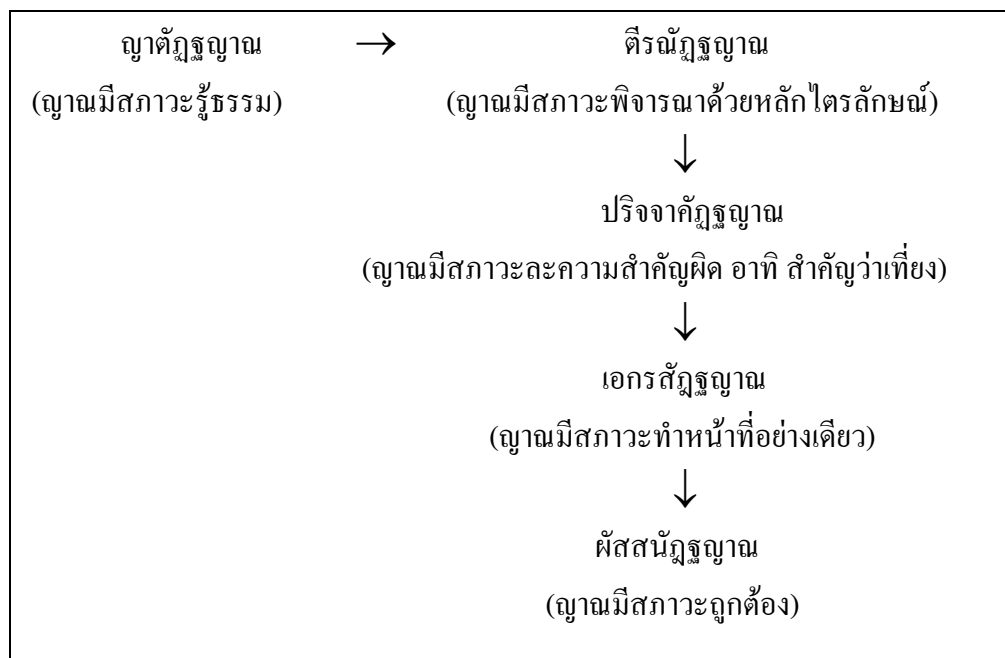 ญาตัฏฐญาณ → ตีรณัฏฐญาณ
(ญาณมีสภาวะรู้ธรรม) (ญาณมีสภาวะพิจารณาด้วยหลักไตรลักษณ์)
↓
ปริจจาคัฏฐญาณ
(ญาณมีสภาวะละความสำคัญผิด อาทิ สำคัญว่าเที่ยง)
↓
เอกรสัฏฐญาณ
(ญาณมีสภาวะทำหน้าที่อย่างเดียว)
↓
ผัสสนัฏฐญาณ
(ญาณมีสภาวะถูกต้อง)